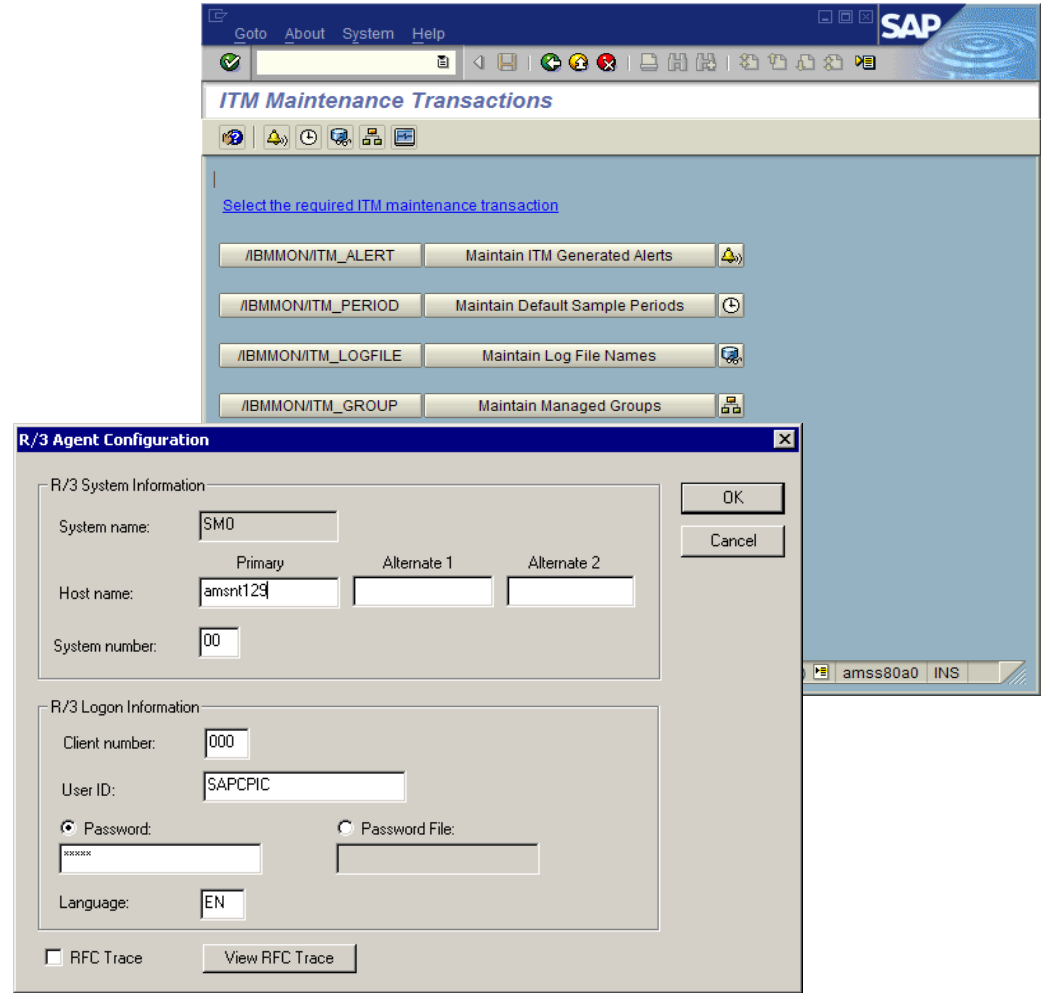 Goto About System Help
SAP
ITM Maintenance Transactions
Select the required ITM maintenance transaction
/IBMMON/ITM_ALERT Maintain ITM Generated Alerts
/IBMMON/ITM_PERIOD Maintain Default Sample Periods
/IBMMON/ITM_LOGFILE Maintain Log File Names
/IBMMON/ITM_GROUP Maintain Managed Groups
amss80a0 INS
R/3 Agent Configuration
R/3 System Information
OK
System name: SM0
Cancel
Primary Alternate 1 Alternate 2
Host name: amsnt129
System number: 00
R/3 Logon Information
Client number: 000
User ID: SAPCPIC
Password: Password File:
*****
Language: EN
RFC Trace View RFC Trace